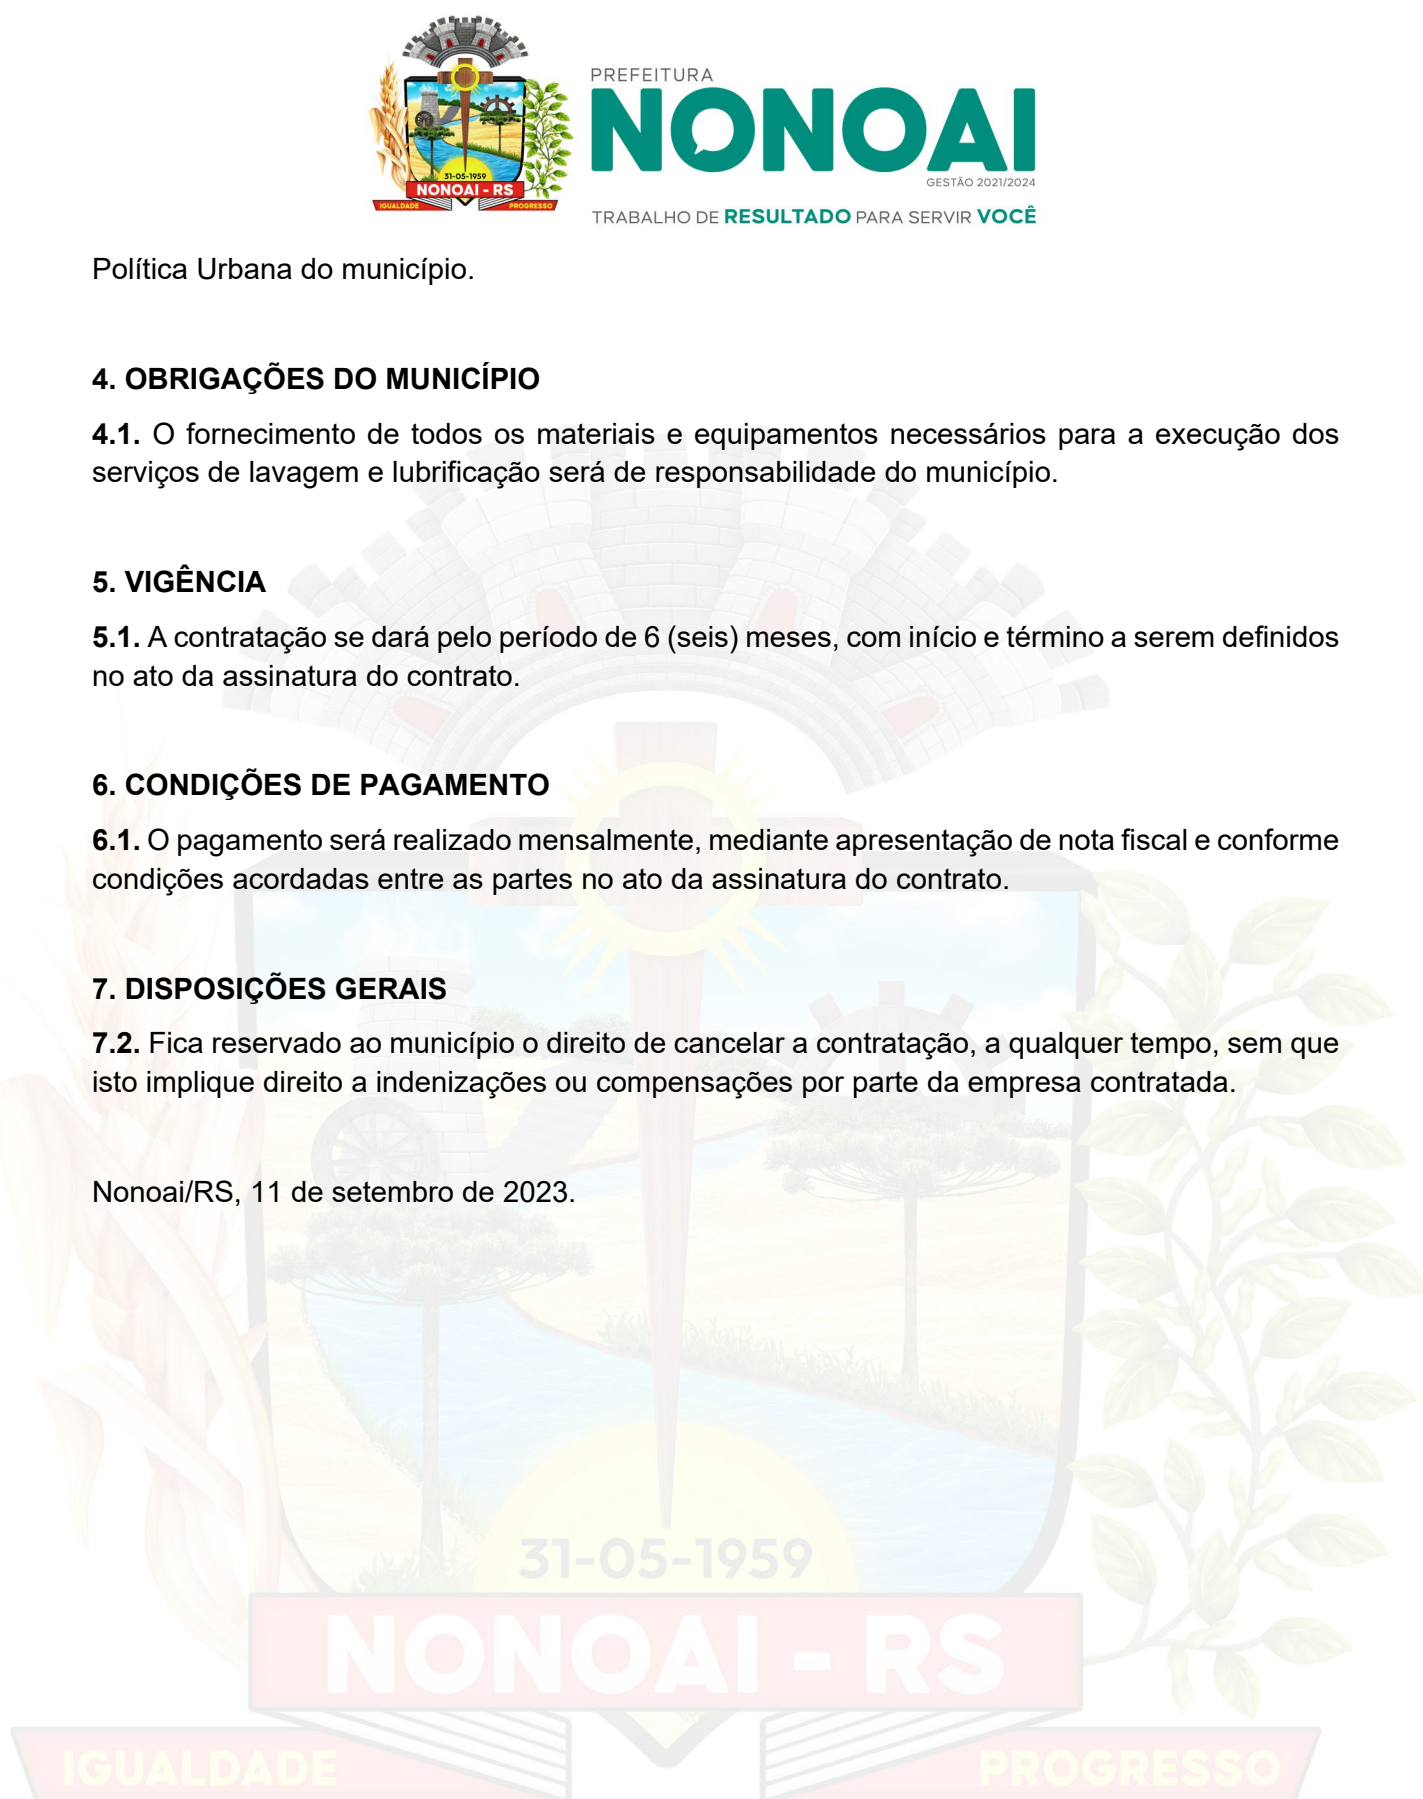 PREFEITURA
NONOAI
GESTÃO 2021/2024
TRABALHO DE RESULTADO PARA SERVIR VOCÊ
31-05-1959
NONOAI - RS
IGUALDADE PROGRESSO
Política Urbana do município.
4. OBRIGAÇÕES DO MUNICÍPIO
4.1. O fornecimento de todos os materiais e equipamentos necessários para a execução dos
serviços de lavagem e lubrificação será de responsabilidade do município.
5. VIGÊNCIA
5.1. A contratação se dará pelo período de 6 (seis) meses, com início e término a serem definidos
no ato da assinatura do contrato.
6. CONDIÇÕES DE PAGAMENTO
6.1. O pagamento será realizado mensalmente, mediante apresentação de nota fiscal e conforme
condições acordadas entre as partes no ato da assinatura do contrato.
7. DISPOSIÇÕES GERAIS
7.2. Fica reservado ao município o direito de cancelar a contratação, a qualquer tempo, sem que
isto implique direito a indenizações ou compensações por parte da empresa contratada.
Nonoai/RS, 11 de setembro de 2023.
31-05-1959
NONOAI - RS
IGUALDADE PROGRESSO